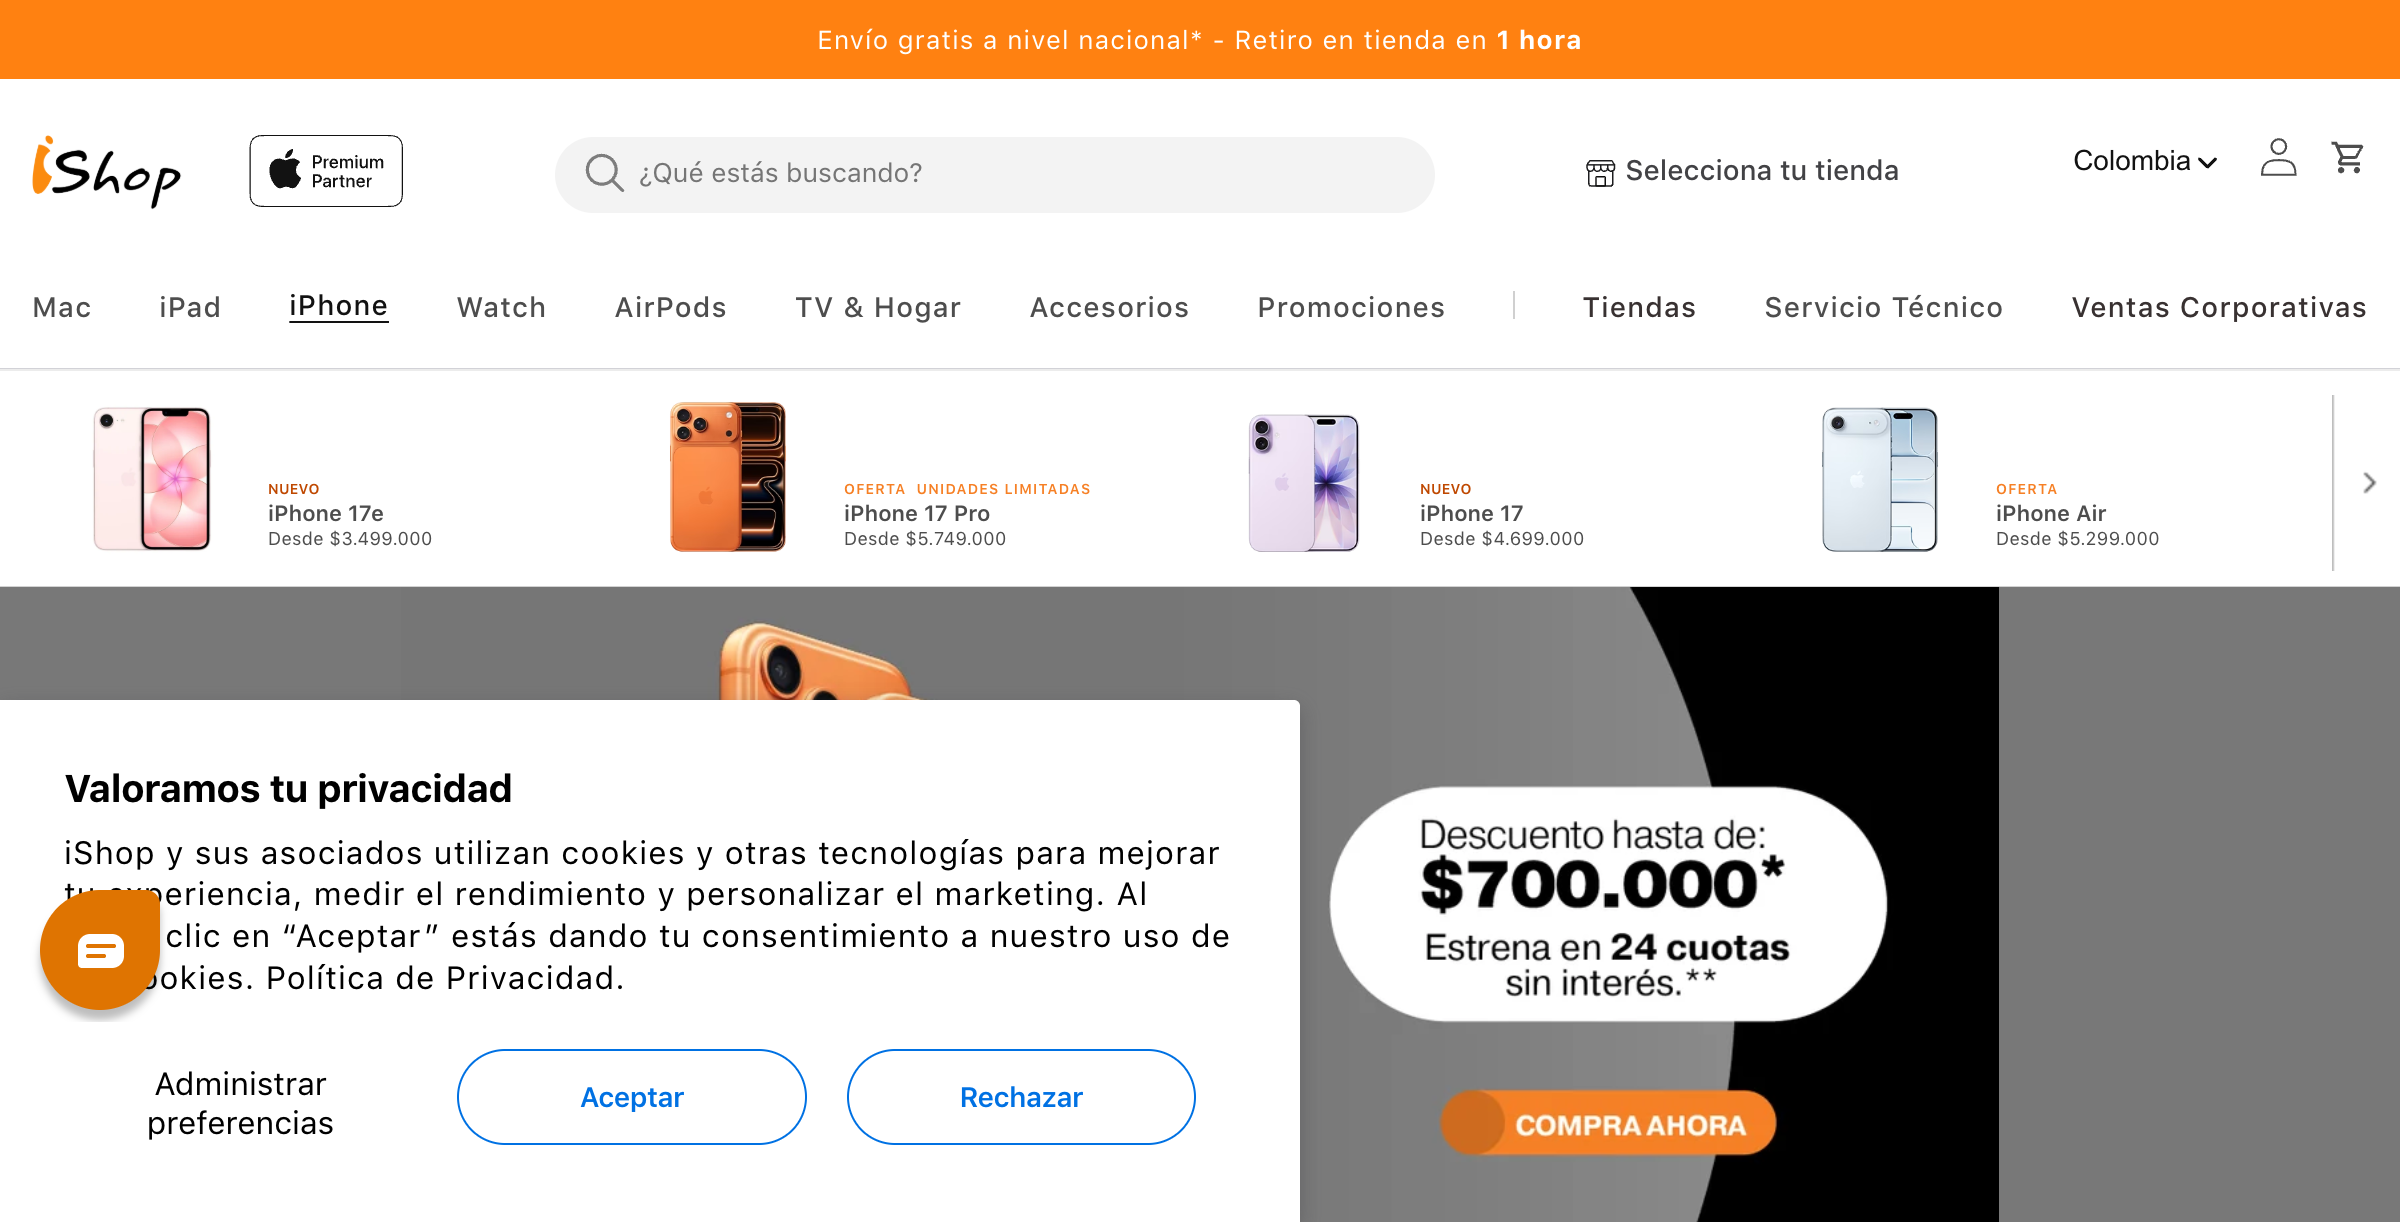 Envío gratis a nivel nacional* - Retiro en tienda en 1 hora
iShop
Premium
Partner
¿Qué estás buscando?
Selecciona tu tienda
Colombia
Mac
iPad
iPhone
Watch
AirPods
TV & Hogar
Accesorios
Promociones
Tiendas
Servicio Técnico
Ventas Corporativas
NUEVO
iPhone 17e
Desde $3.499.000
OFERTA UNIDADES LIMITADAS
iPhone 17 Pro
Desde $5.749.000
NUEVO
iPhone 17
Desde $4.699.000
OFERTA
iPhone Air
Desde $5.299.000
Valoramos tu privacidad
iShop y sus asociados utilizan cookies y otras tecnologías para mejorar
tu experiencia, medir el rendimiento y personalizar el marketing. Al
clic en “Aceptar” estás dando tu consentimiento a nuestro uso de
cookies. Política de Privacidad.
Administrar
preferencias
Aceptar
Rechazar
Descuento hasta de:
$700.000*
Estrena en 24 cuotas
sin interés.**
COMPRA AHORA